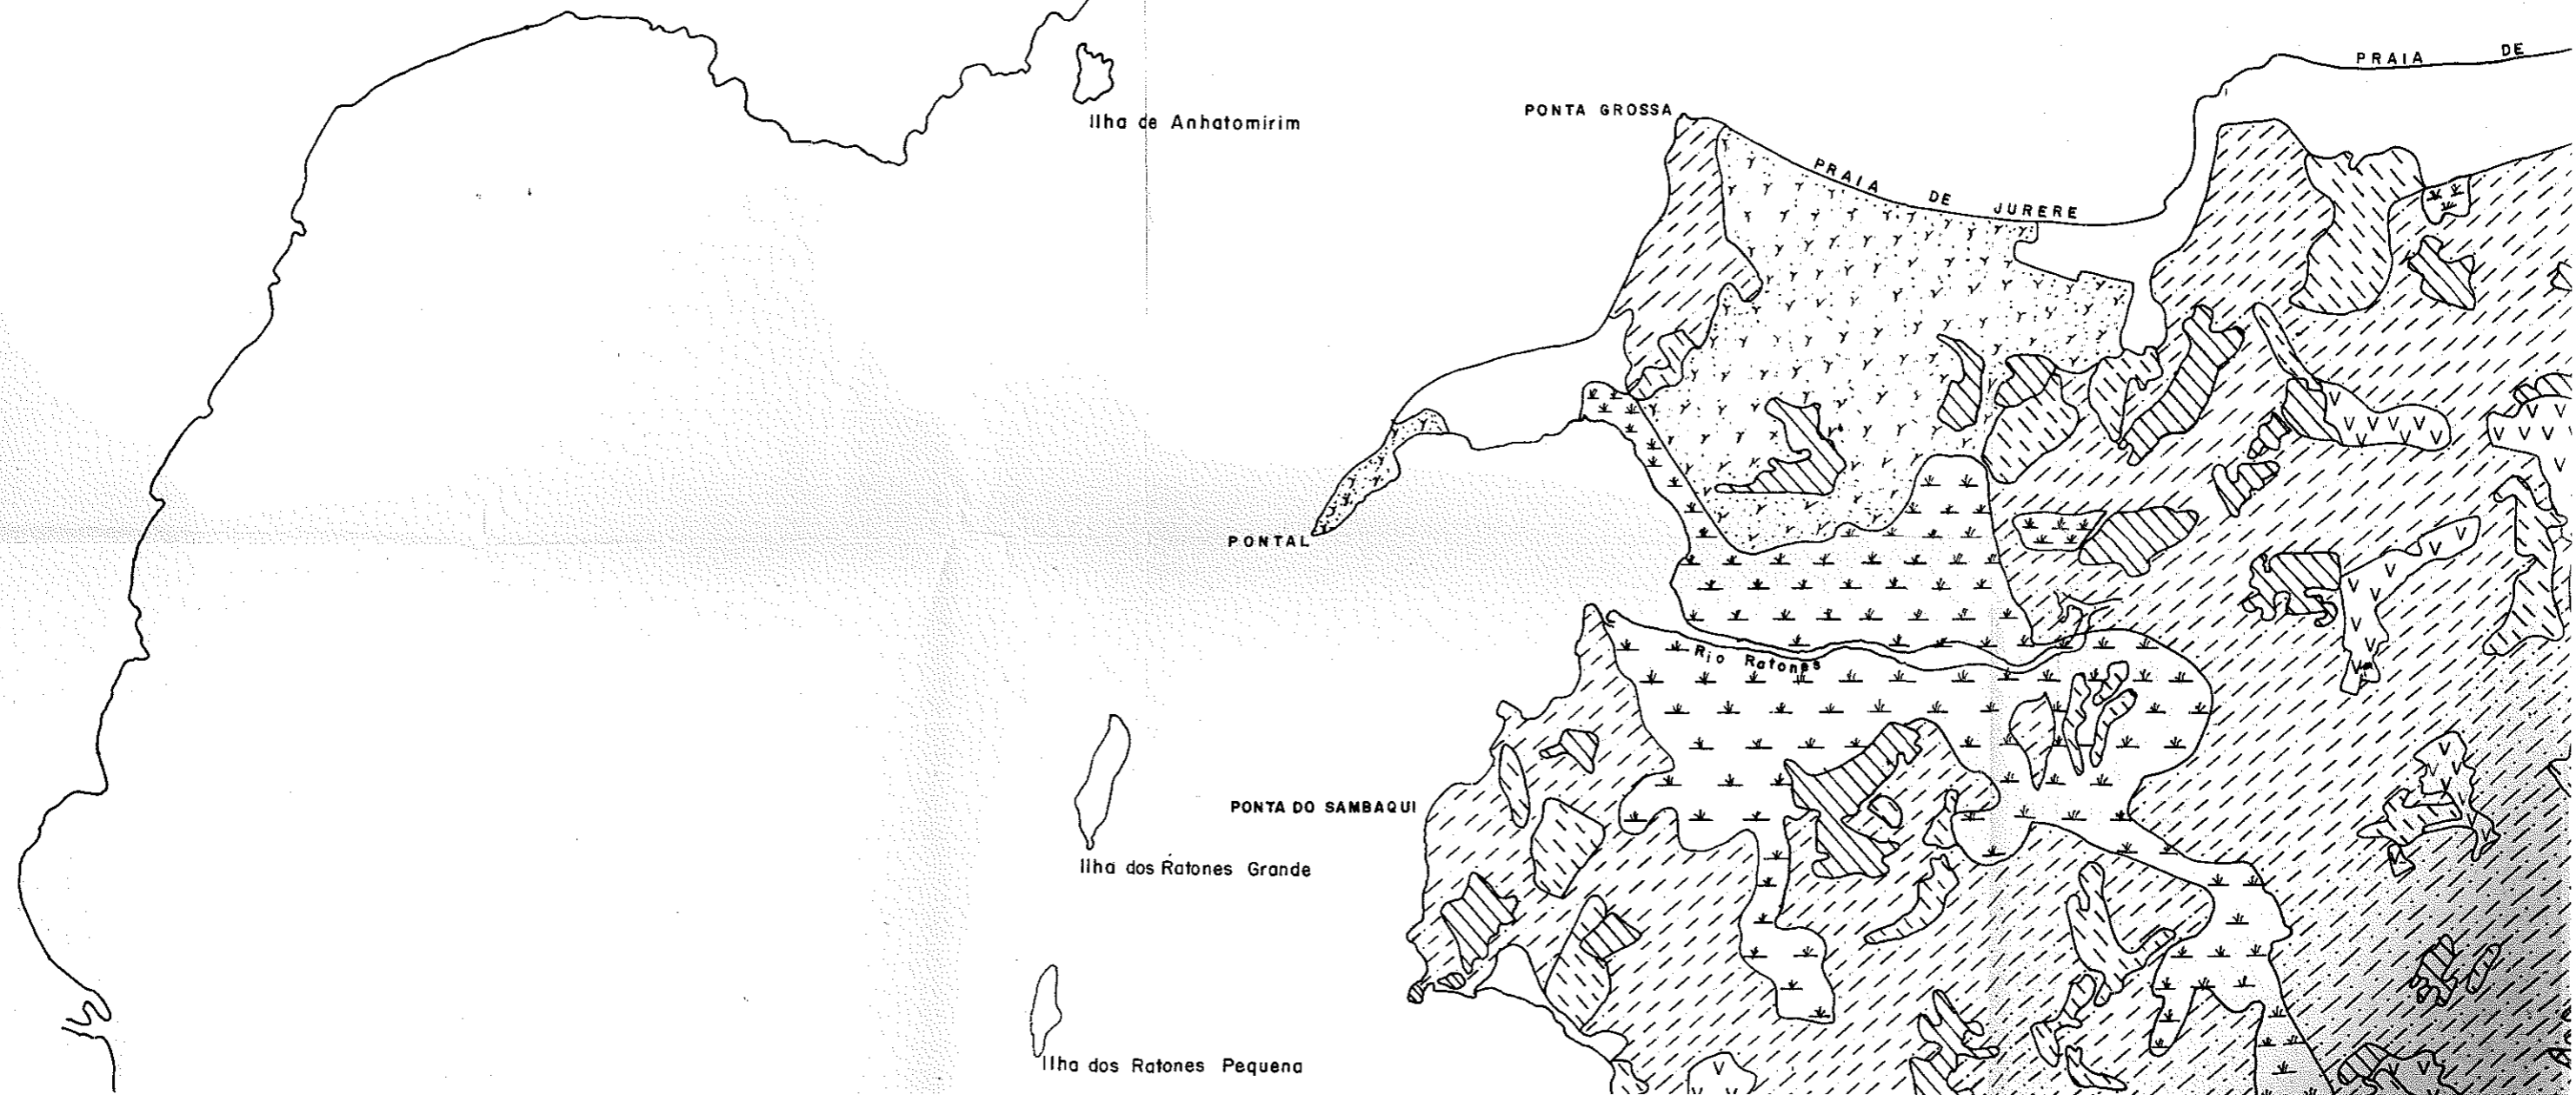 PRAIA DE
PONTA GROSSA
Ilha de Anhatomirim
PRAIA DE JURERE
PONTAL
Rio Ratones
PONTA DO SAMBAQUI
Ilha dos Ratones Grande
Ilha dos Ratones Pequena